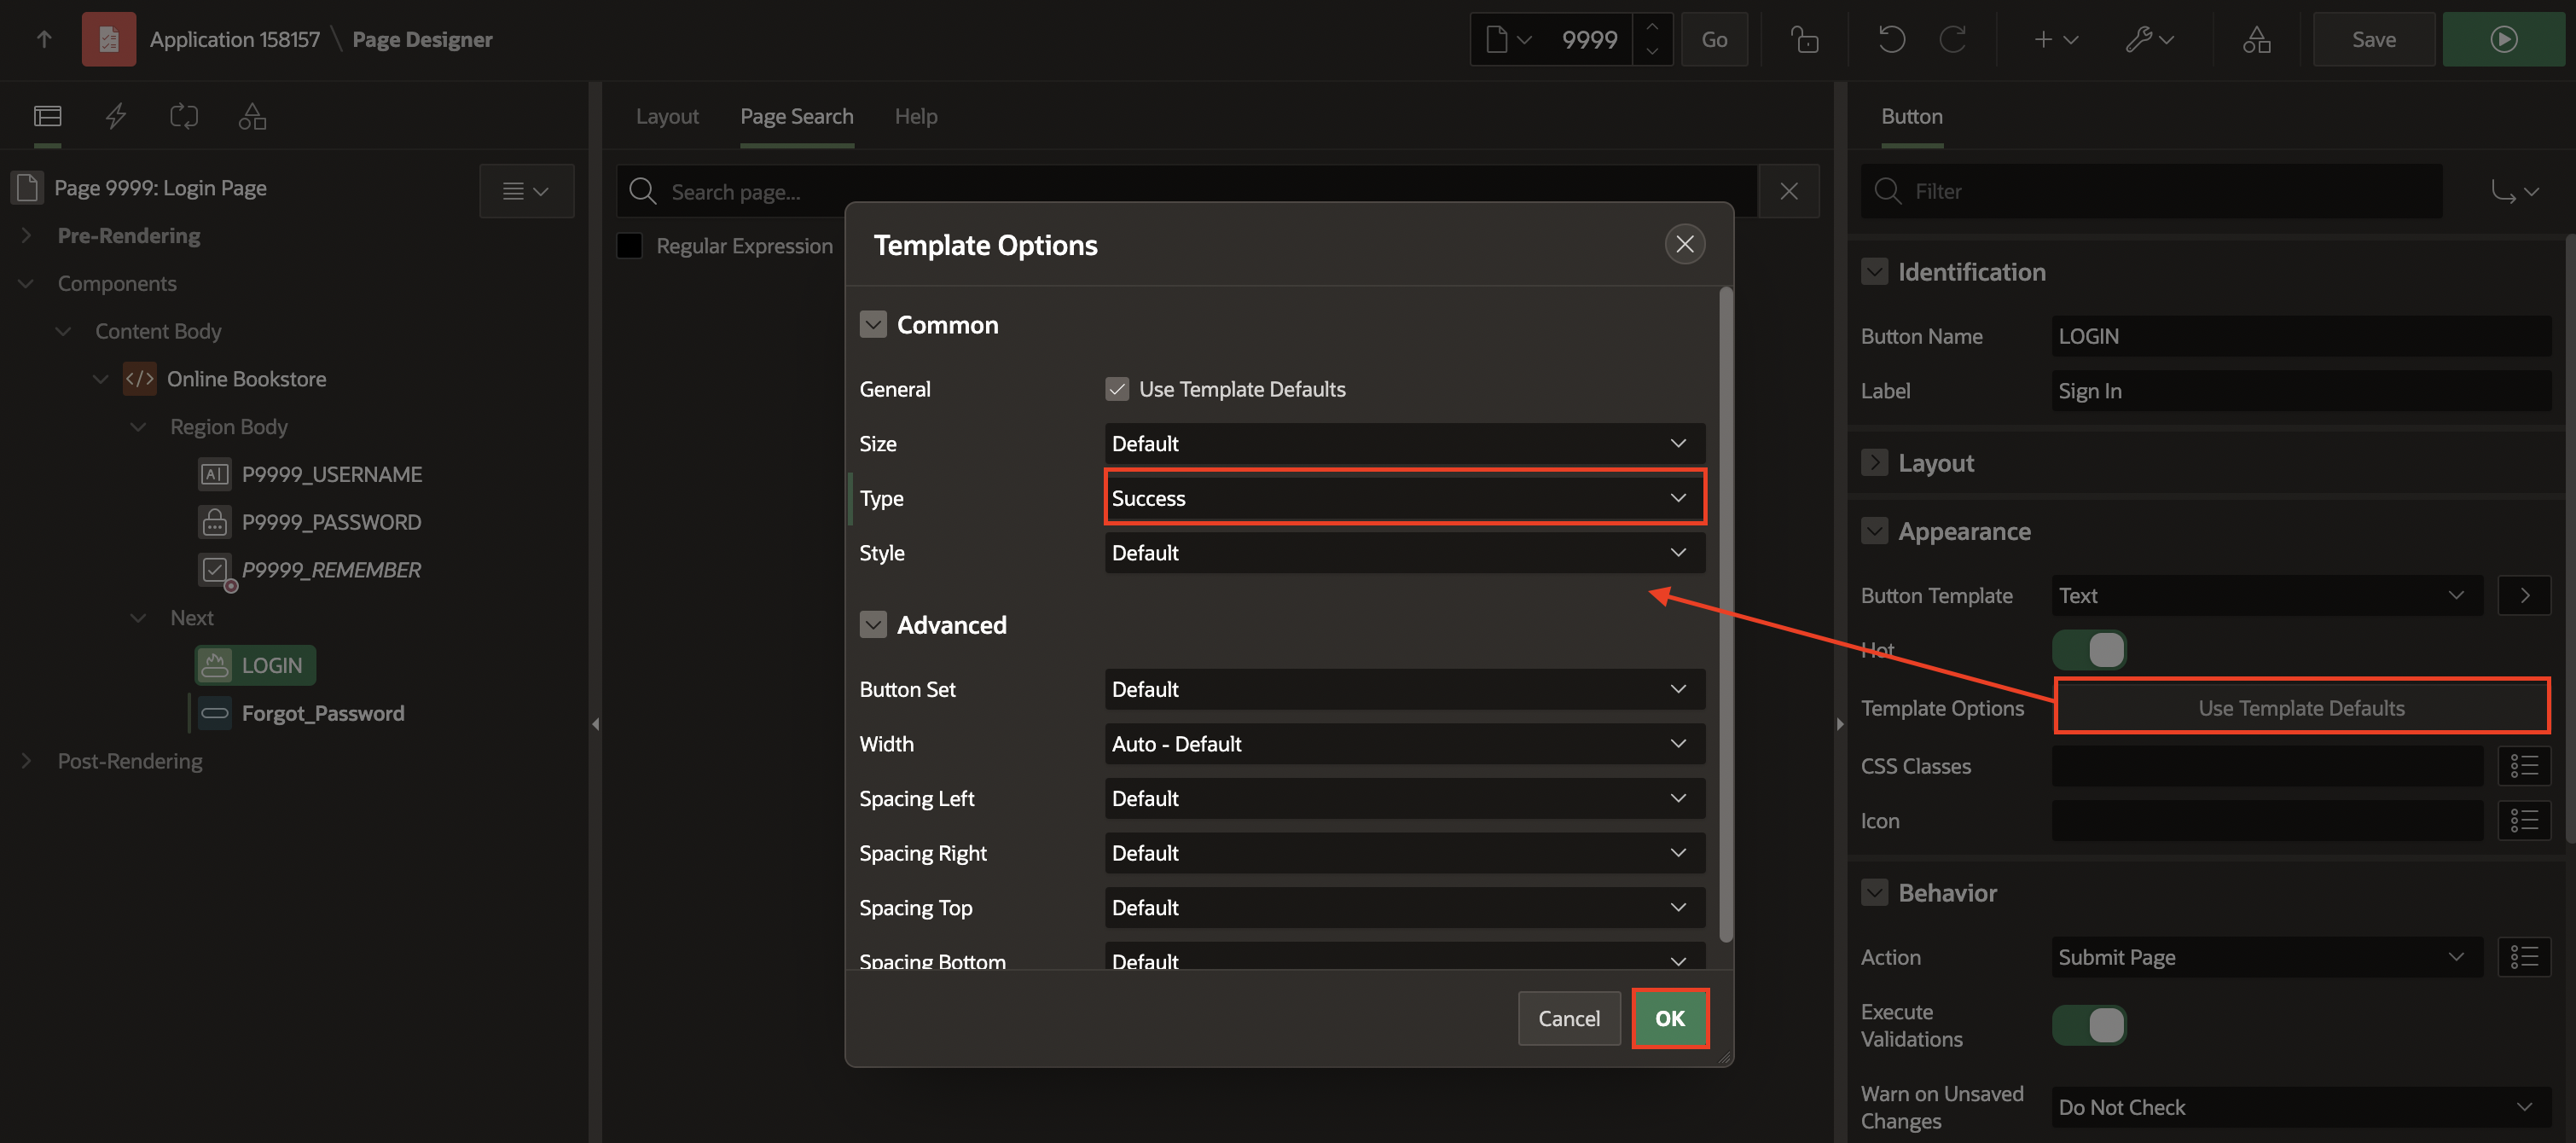 Application 158157 \ Page Designer
9999
Go
Save
Layout
Page Search
Help
Button
Page 9999: Login Page
Pre-Rendering
Components
Content Body
Online Bookstore
Region Body
P9999_USERNAME
P9999_PASSWORD
P9999_REMEMBER
Next
LOGIN
Forgot_Password
Post-Rendering
Search page...
Regular Expression
Template Options
Common
General
Use Template Defaults
Size
Default
Type
Success
Style
Default
Advanced
Button Set
Default
Width
Auto - Default
Spacing Left
Default
Spacing Right
Default
Spacing Top
Default
Spacing Bottom
Default
Cancel
OK
Filter
Identification
Button Name
LOGIN
Label
Sign In
Layout
Appearance
Button Template
Text
Hot
Template Options
Use Template Defaults
CSS Classes
Icon
Behavior
Action
Submit Page
Execute
Validations
Warn on Unsaved
Changes
Do Not Check